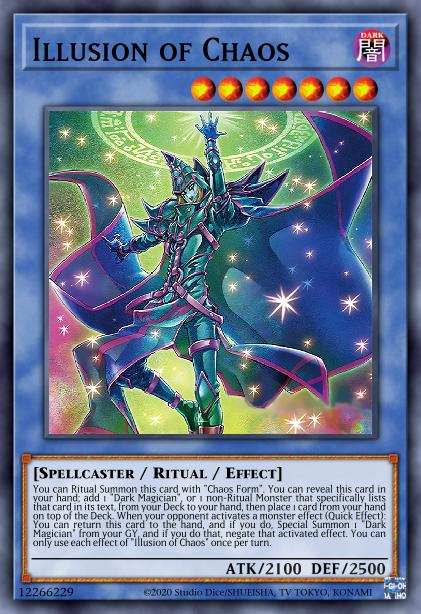 ILLUSION OF CHAOS
DARK
闇
[SPELLCASTER / RITUAL / EFFECT]
You can Ritual Summon this card with "Chaos Form". You can reveal this card in
your hand; add 1 "Dark Magician", or 1 non-Ritual Monster that specifically lists
that card in its text, from your Deck to your hand, then place 1 card from your hand
on top of the Deck. When your opponent activates a monster effect (Quick Effect):
You can return this card to the hand, and if you do, Special Summon 1 "Dark
Magician" from your GY, and if you do that, negate that activated effect. You can
only use each effect of "Illusion of Chaos" once per turn.
ATK/2100 DEF/2500
12266229
©2020 Studio Dice/SHUEISHA, TV TOKYO, KONAMI